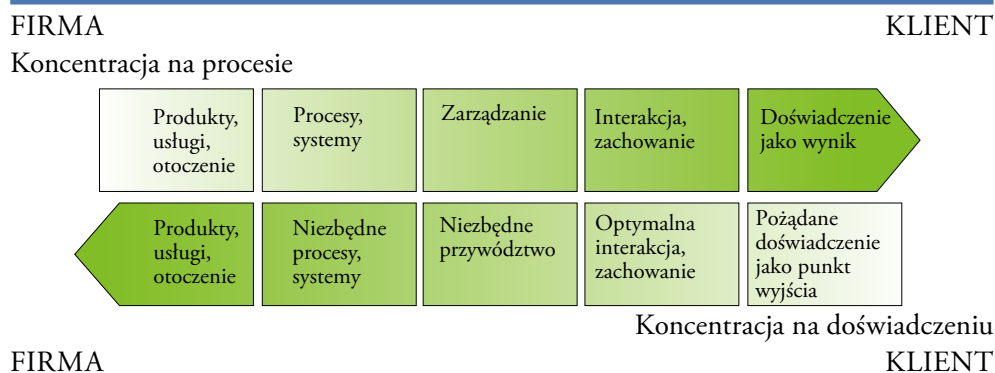 FIRMA
KLIENT
Koncentracja na procesie
Produkty,
usługi,
otoczenie
Procesy,
systemy
Zarządzanie
Interakcja,
zachowanie
Doświadczenie
jako wynik
Produkty,
usługi,
otoczenie
Niezbędne
procesy,
systemy
Niezbędne
przywództwo
Optymalna
interakcja,
zachowanie
Pożądane
doświadczenie
jako punkt
wyjścia
Koncentracja na doświadczeniu
FIRMA
KLIENT